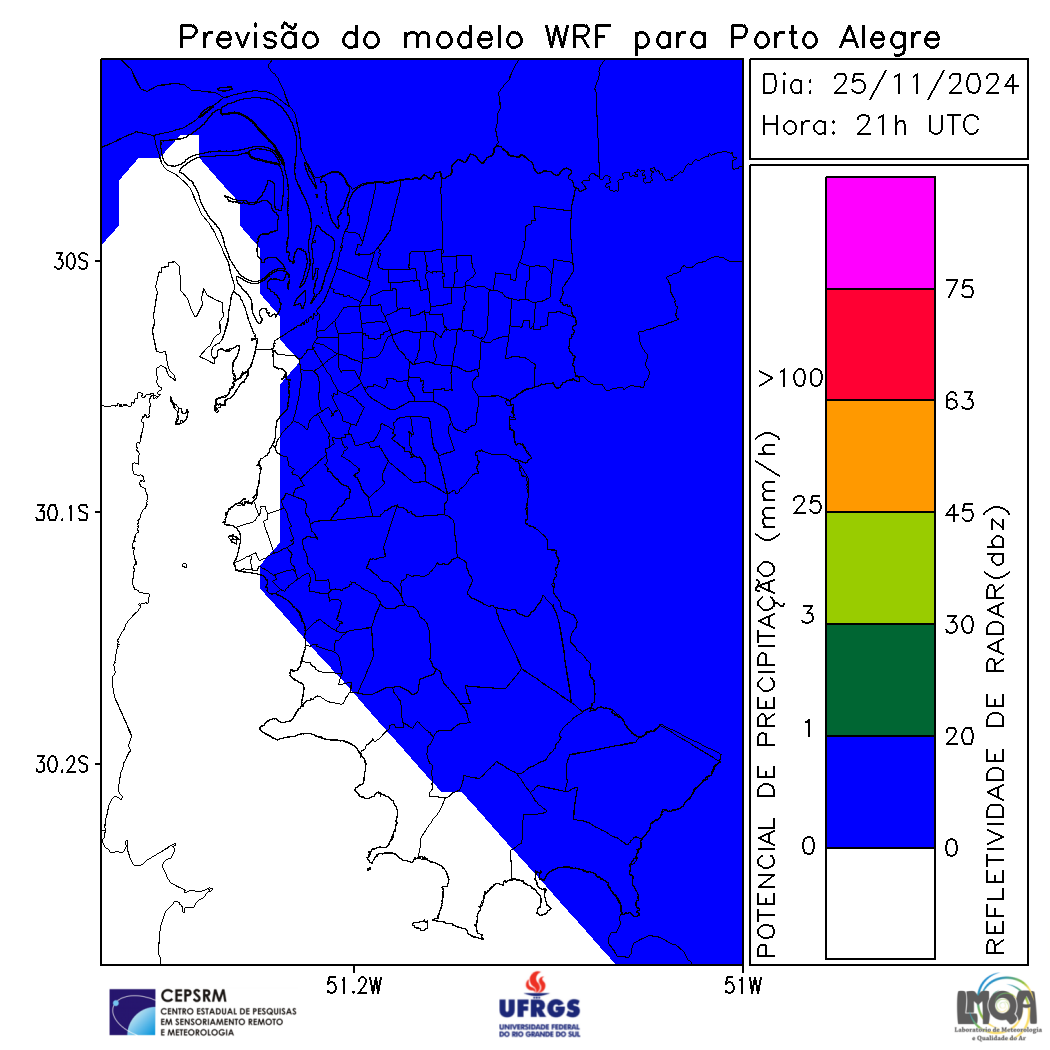 Previsão do modelo WRF para Porto Alegre
Dia: 25/11/2024
Hora: 21h UTC
30S
30.1S
30.2S
51.2W
51W
POTENCIAL DE PRECIPITAÇÃO (mm/h)
>100
25
3
1
0
75
63
45
30
20
0
REFLETIVIDADE DE RADAR(dbz)
CEPSRM
CENTRO ESTADUAL DE PESQUISAS
EM SENSORIAMENTO REMOTO
E METEOROLOGIA
UFRGS
UNIVERSIDADE FEDERAL
DO RIO GRANDE DO SUL
LMQA
Laboratório de Meteorologia
e Qualidade do Ar